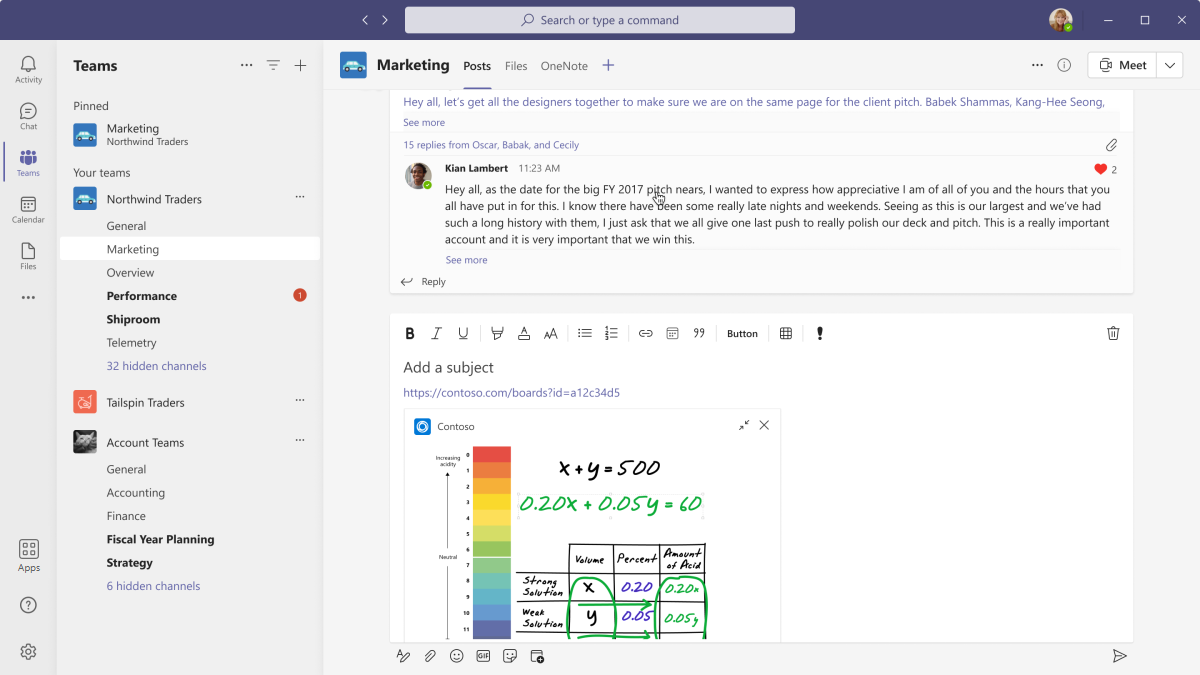 Search or type a command
Activity
Chat
Teams
Calendar
Files
Apps
Teams
Pinned
Marketing
Northwind Traders
Your teams
Northwind Traders
General
Marketing
Overview
Performance
1
Shiproom
Telemetry
32 hidden channels
Tailspin Traders
Account Teams
General
Accounting
Finance
Fiscal Year Planning
Strategy
6 hidden channels
Marketing Posts Files OneNote
Meet
Hey all, let's get all the designers together to make sure we are on the same page for the client pitch. Babek Shammas, Kang-Hee Seong,
See more
15 replies from Oscar, Babak, and Cecily
Kian Lambert 11:23 AM
2
Hey all, as the date for the big FY 2017 pitch nears, I wanted to express how appreciative I am of all of you and the hours that you
all have put in for this. I know there have been some really late nights and weekends. Seeing as this is our largest and we've had
such a long history with them, I just ask that we all give one last push to really polish our deck and pitch. This is a really important
account and it is very important that we win this.
See more
Reply
B I U AA Button
Add a subject
https://contoso.com/boards?id=a12c34d5
Contoso
Increasing
acidity
Neutral
0
1
2
3
4
5
6
7
8
9
10
11
x + y = 500
0.20x + 0.05y = 60
Volume Percent Amount of Acid
Strong Solution x 0.20 0.20x
Weak Solution y 0.05 0.05y
GIF